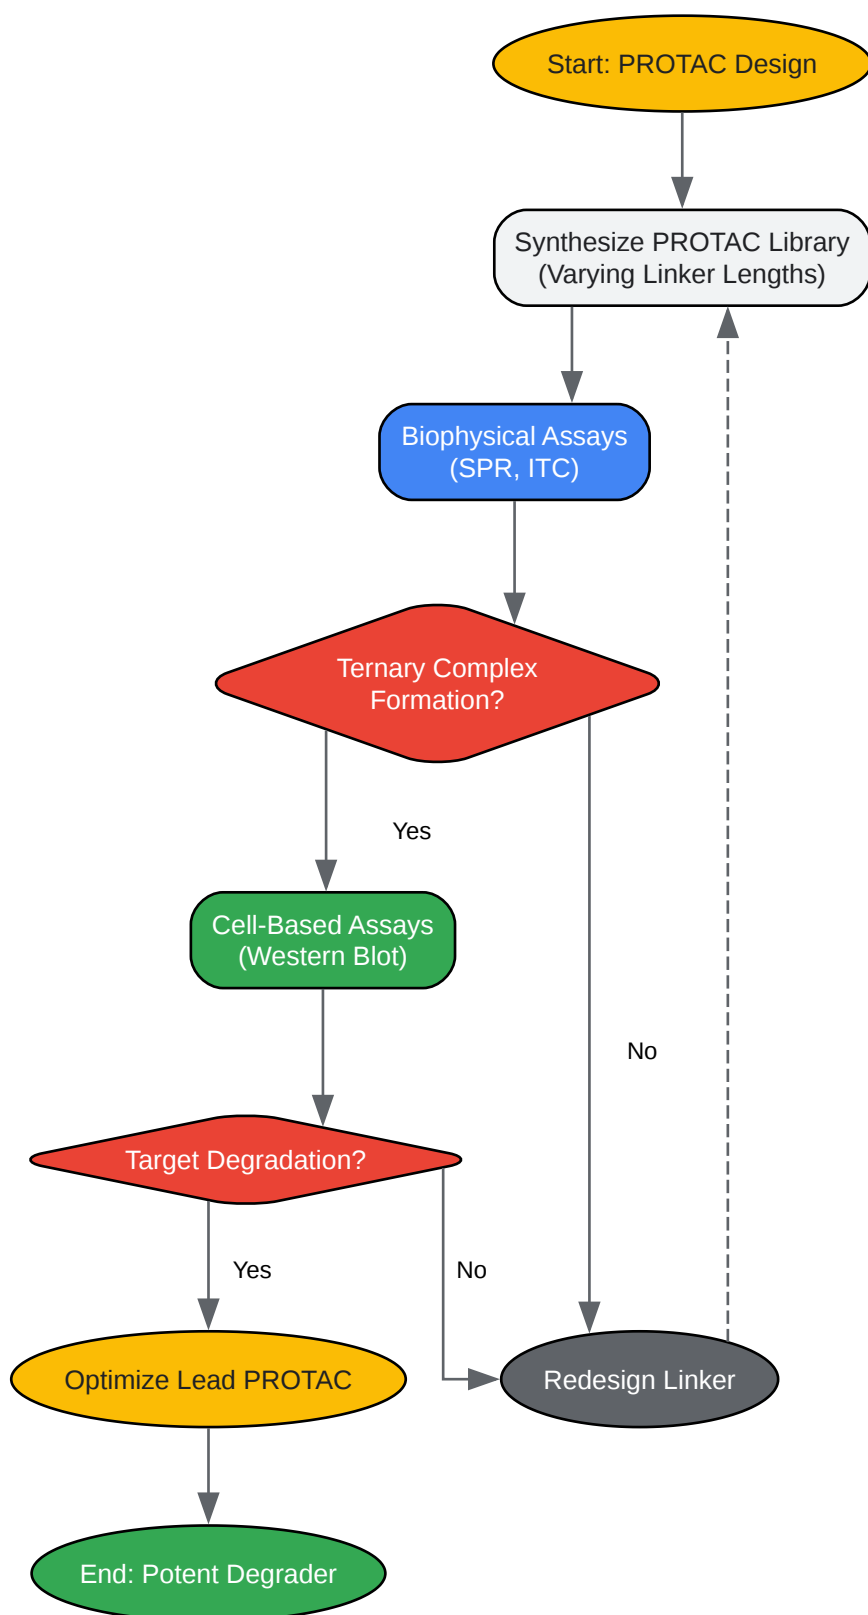 Start: PROTAC Design
Synthesize PROTAC Library
(Varying Linker Lengths)
Biophysical Assays
(SPR, ITC)
Ternary Complex
Formation?
Yes
Cell-Based Assays
(Western Blot)
No
Target Degradation?
Yes
No
Optimize Lead PROTAC
Redesign Linker
End: Potent Degrader